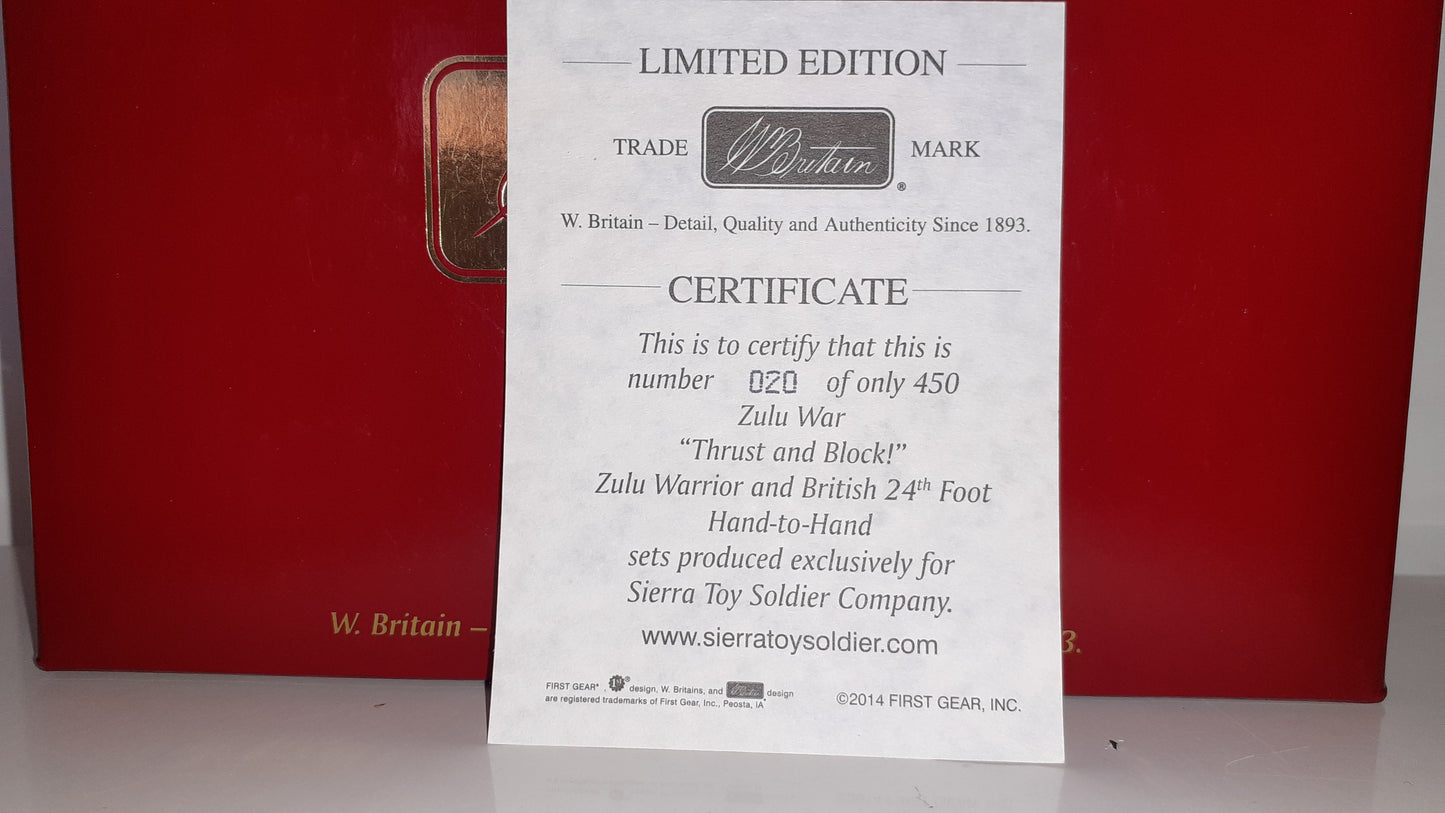 LIMITED EDITION
TRADE W Britain MARK
®
W. Britain – Detail, Quality and Authenticity Since 1893.
CERTIFICATE
This is to certify that this is
number 020 of only 450
Zulu War
“Thrust and Block!”
Zulu Warrior and British 24th Foot
Hand-to-Hand
sets produced exclusively for
Sierra Toy Soldier Company.
www.sierratoysoldier.com
FIRST GEAR®, 1st® design, W. Britains, and W Britain® design
are registered trademarks of First Gear, Inc., Peosta, IA
©2014 FIRST GEAR, INC.
W. Britain –
3.